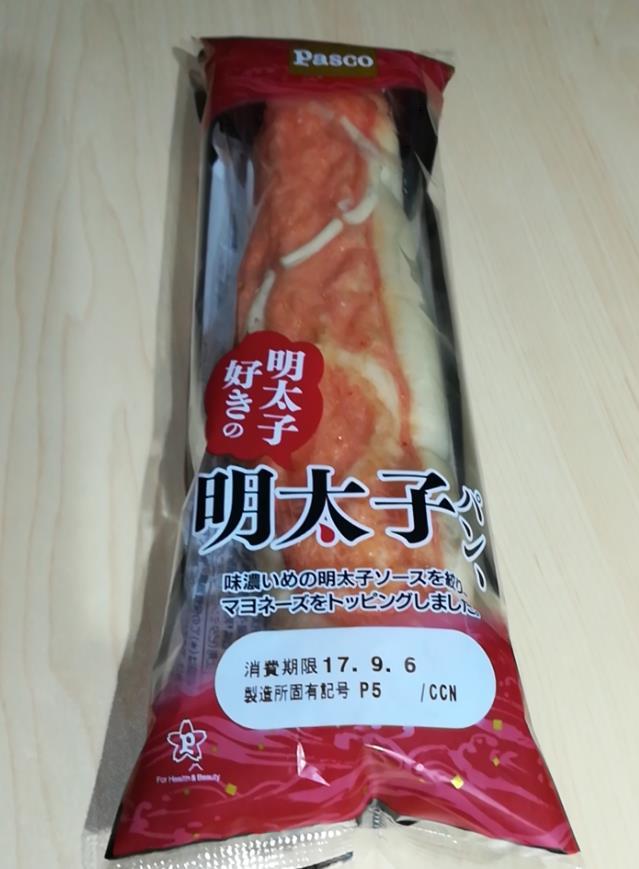 Pasco
明太子
好きの
明太子パン
味濃いめの明太子ソースを絞り、
マヨネーズをトッピングしました。
消費期限 17. 9. 6
製造所固有記号 P5 /CCN
P
For Health & Beauty